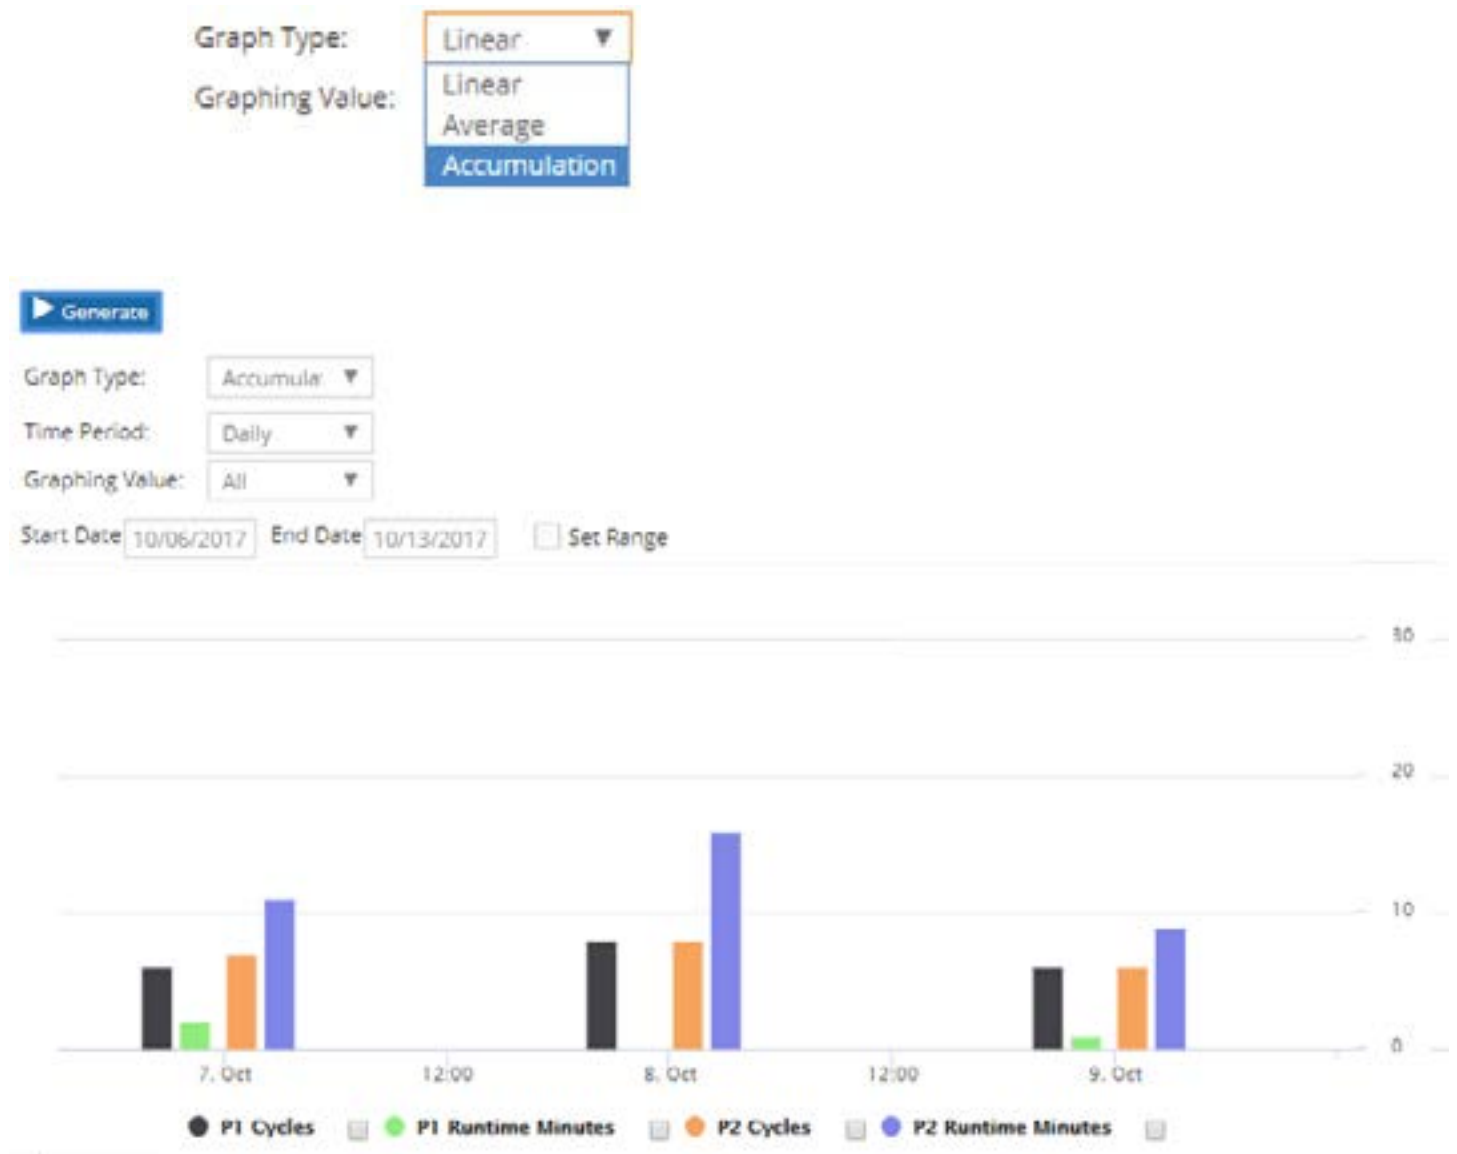 Graph Type: Linear
Linear
Graphing Value:
Average
Accumulation
Generate
Graph Type: Accumula
Time Period: Daily
Graphing Value: All
Start Date 10/06/2017 End Date 10/13/2017 Set Range
30
20
10
0
7. Oct 12:00 8. Oct 12:00 9. Oct
P1 Cycles P1 Runtime Minutes P2 Cycles P2 Runtime Minutes